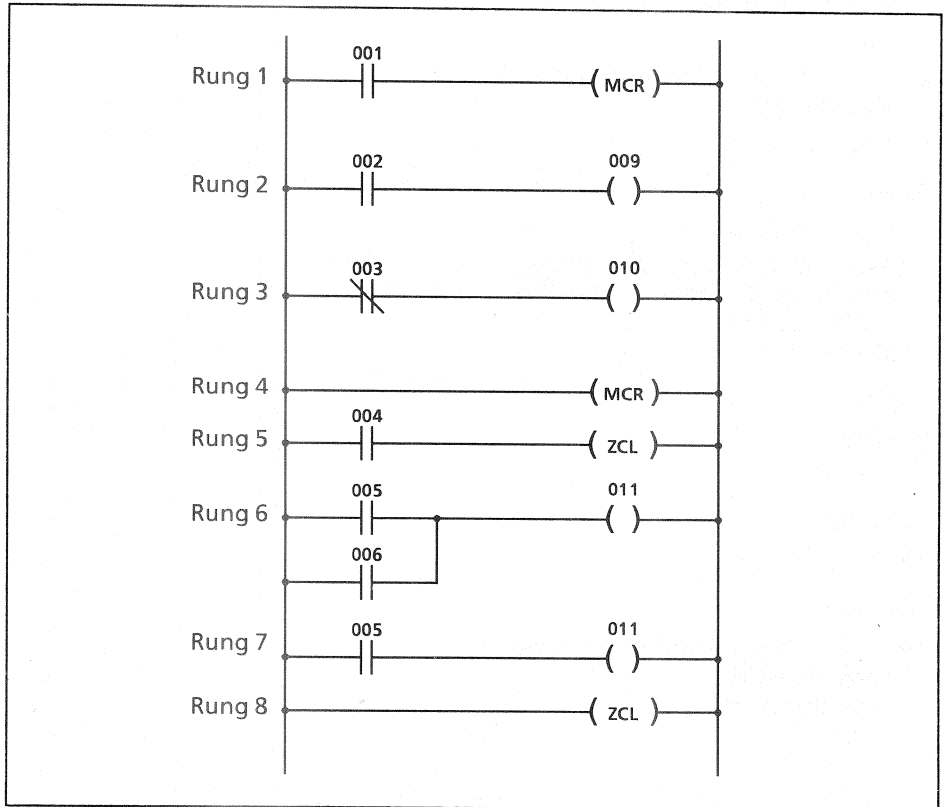 001
Rung 1 ( MCR )
002 009
Rung 2 ( )
003 010
Rung 3 ( )
Rung 4 ( MCR )
004
Rung 5 ( ZCL )
005 011
Rung 6 ( )
006
005 011
Rung 7 ( )
Rung 8 ( ZCL )